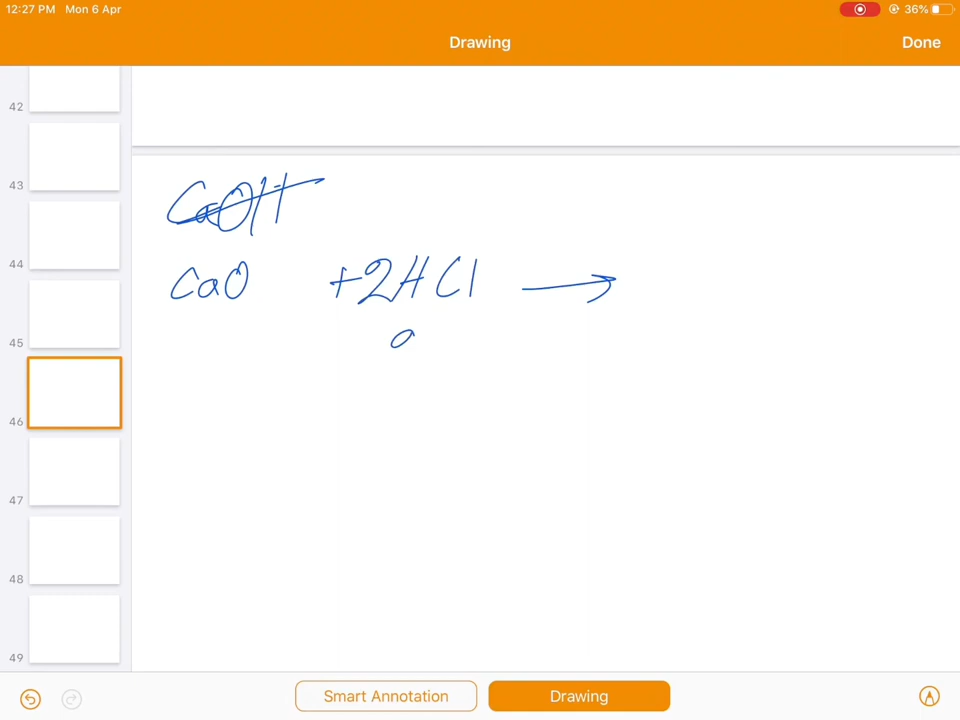 12:27 PM Mon 6 Apr
36%
Drawing
Done
42
43
44
45
46
47
48
49
CaOH
CaO + 2HCl →
a
Smart Annotation
Drawing